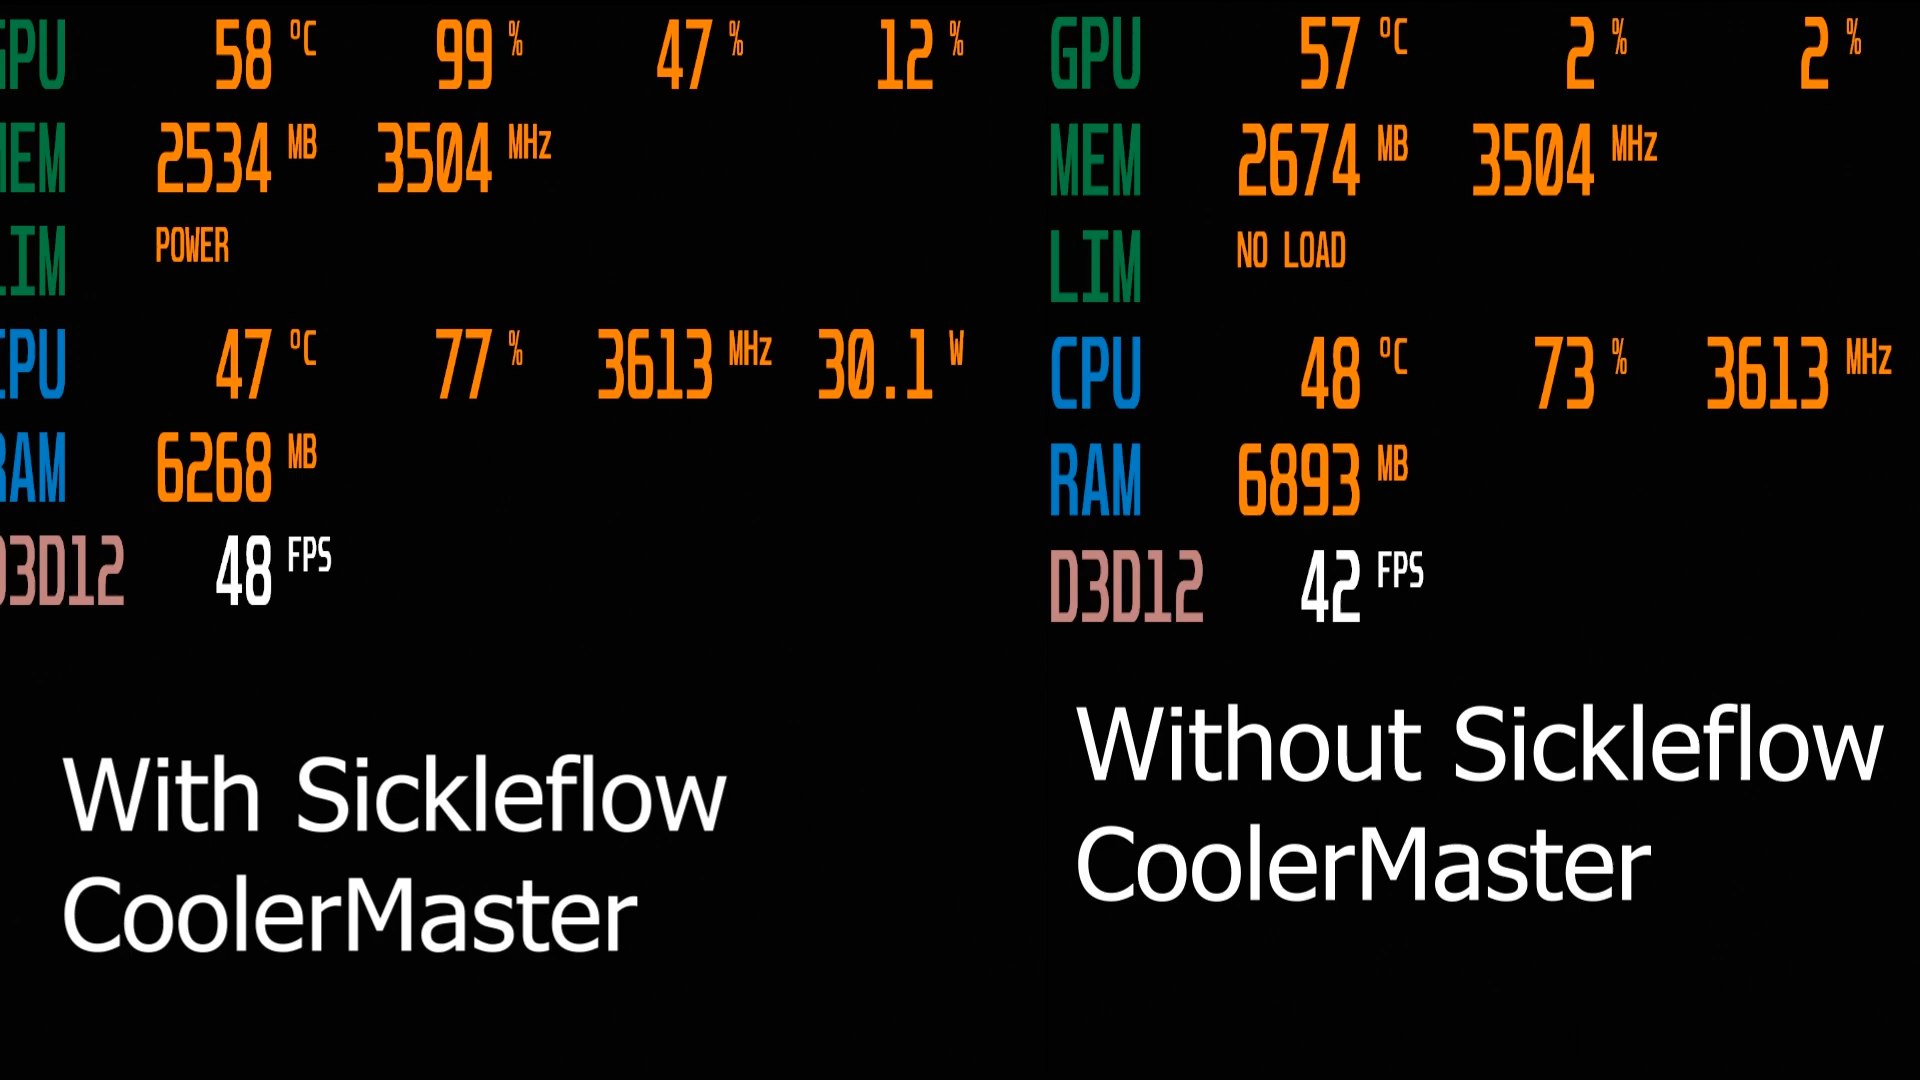 GPU 58 °C 99 % 47 % 12 %
MEM 2534 MB 3504 MHz
LIM POWER
CPU 47 °C 77 % 3613 MHz 30.1 W
RAM 6268 MB
D3D12 48 FPS
With Sickleflow
CoolerMaster
GPU 57 °C 2 % 2 %
MEM 2674 MB 3504 MHz
LIM NO LOAD
CPU 48 °C 73 % 3613 MHz
RAM 6893 MB
D3D12 42 FPS
Without Sickleflow
CoolerMaster